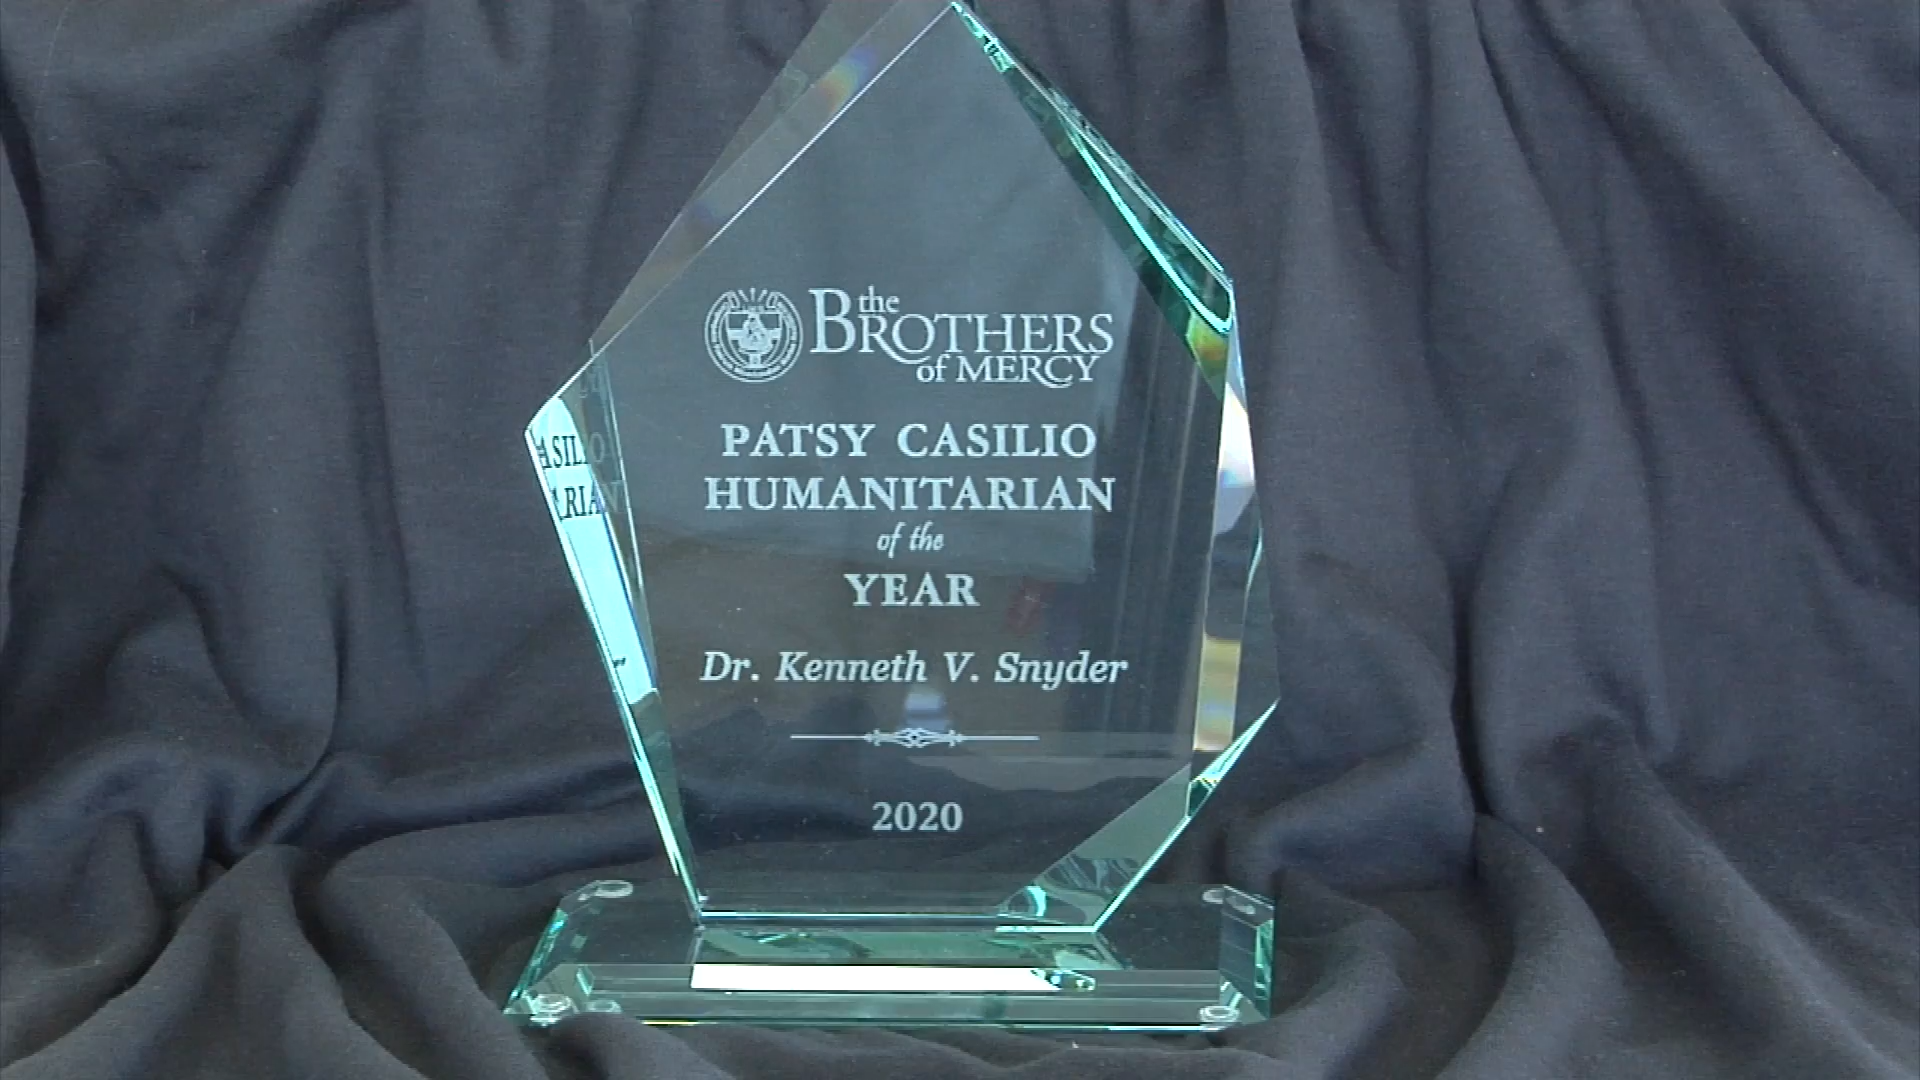 the
BROTHERS
of MERCY
PATSY CASILIO
HUMANITARIAN
of the
YEAR
Dr. Kenneth V. Snyder
2020